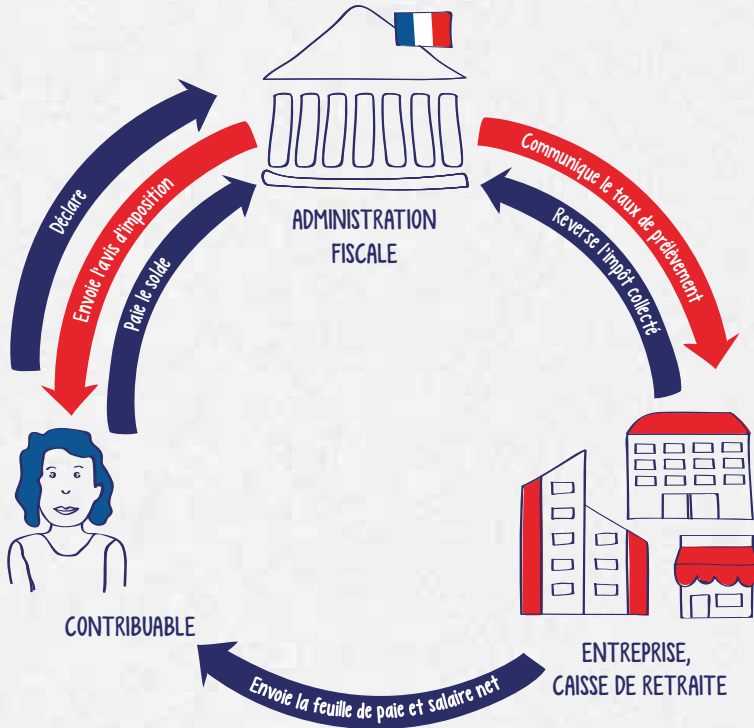 Déclare
Envoie l'avis d'imposition
Paie le solde
ADMINISTRATION
FISCALE
Communique le taux de prélèvement
Reverse l'impôt collecté
CONTRIBUABLE
ENTREPRISE,
CAISSE DE RETRAITE
Envoie la feuille de paie et salaire net